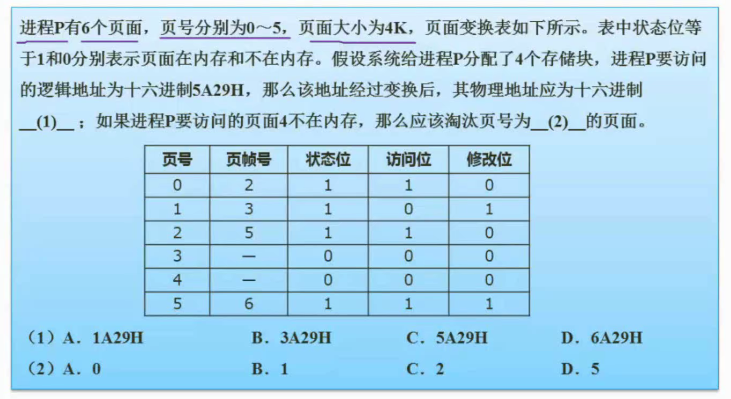 进程P有6个页面，页号分别为0～5，页面大小为4K，页面变换表如下所示。表中状态位等
于1和0分别表示页面在内存和不在内存。假设系统给进程P分配了4个存储块，进程P要访问
的逻辑地址为十六进制5A29H，那么该地址经过变换后，其物理地址应为十六进制
__(1)__；如果进程P要访问的页面4不在内存，那么应该淘汰页号为__(2)__的页面。
页号 页帧号 状态位 访问位 修改位
0 2 1 1 0
1 3 1 0 1
2 5 1 1 0
3 — 0 0 0
4 — 0 0 0
5 6 1 1 1
（1）A．1A29H B．3A29H C．5A29H D．6A29H
（2）A．0 B．1 C．2 D．5